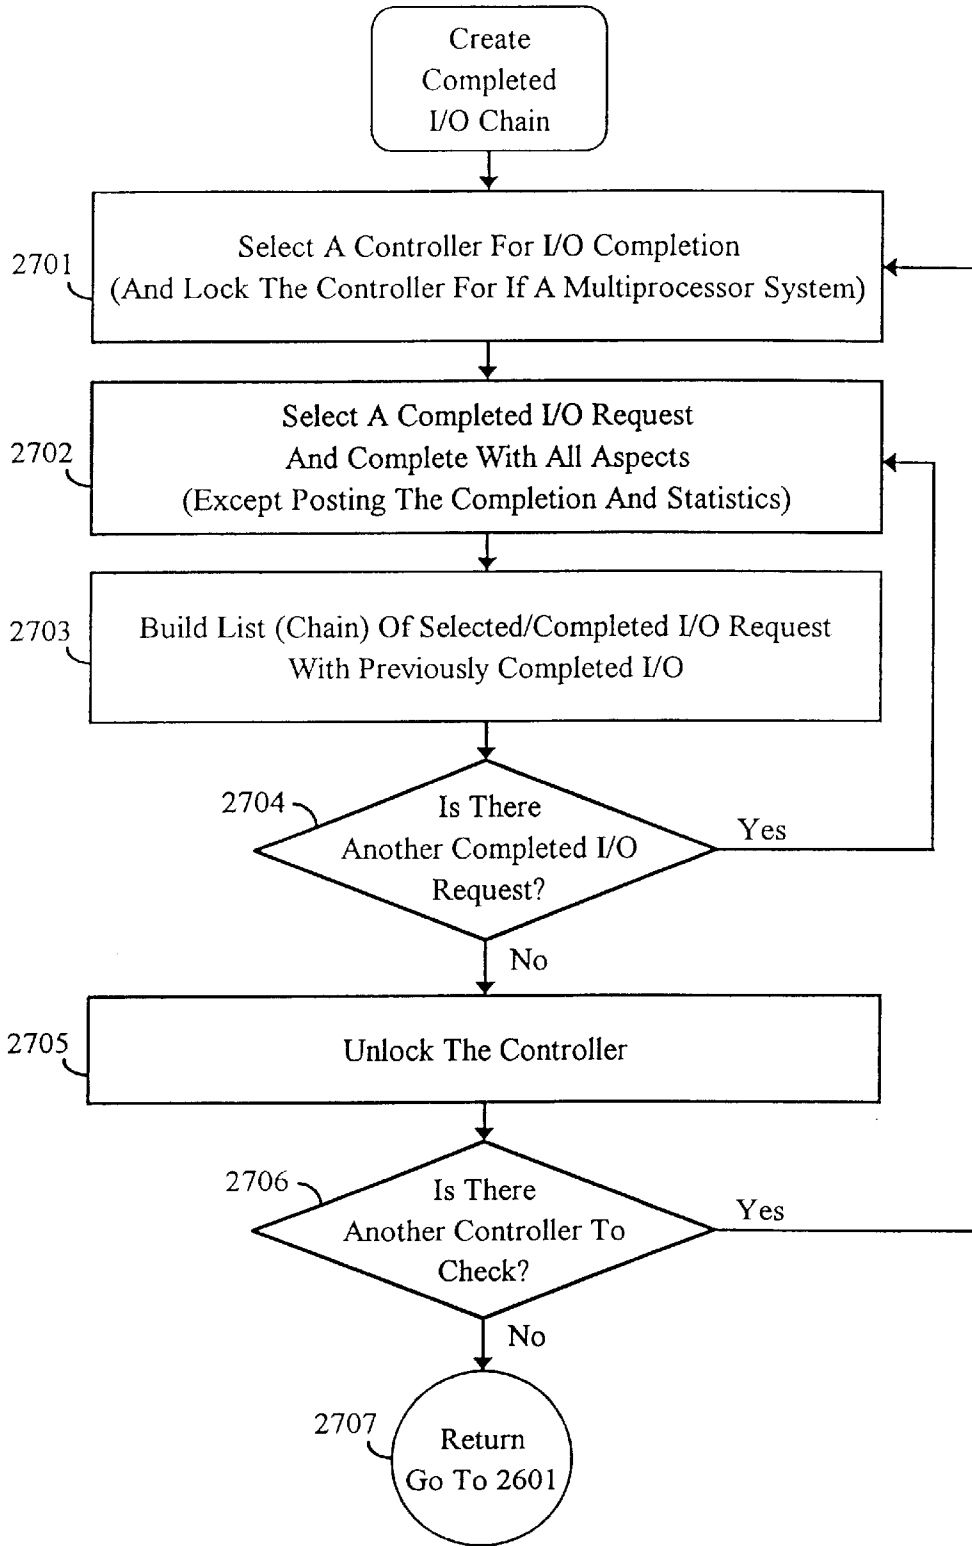 Create
Completed
I/O Chain
2701
Select A Controller For I/O Completion
(And Lock The Controller For If A Multiprocessor System)
2702
Select A Completed I/O Request
And Complete With All Aspects
(Except Posting The Completion And Statistics)
2703
Build List (Chain) Of Selected/Completed I/O Request
With Previously Completed I/O
2704
Is There
Another Completed I/O
Request?
Yes
No
2705
Unlock The Controller
2706
Is There
Another Controller To
Check?
Yes
No
2707
Return
Go To 2601